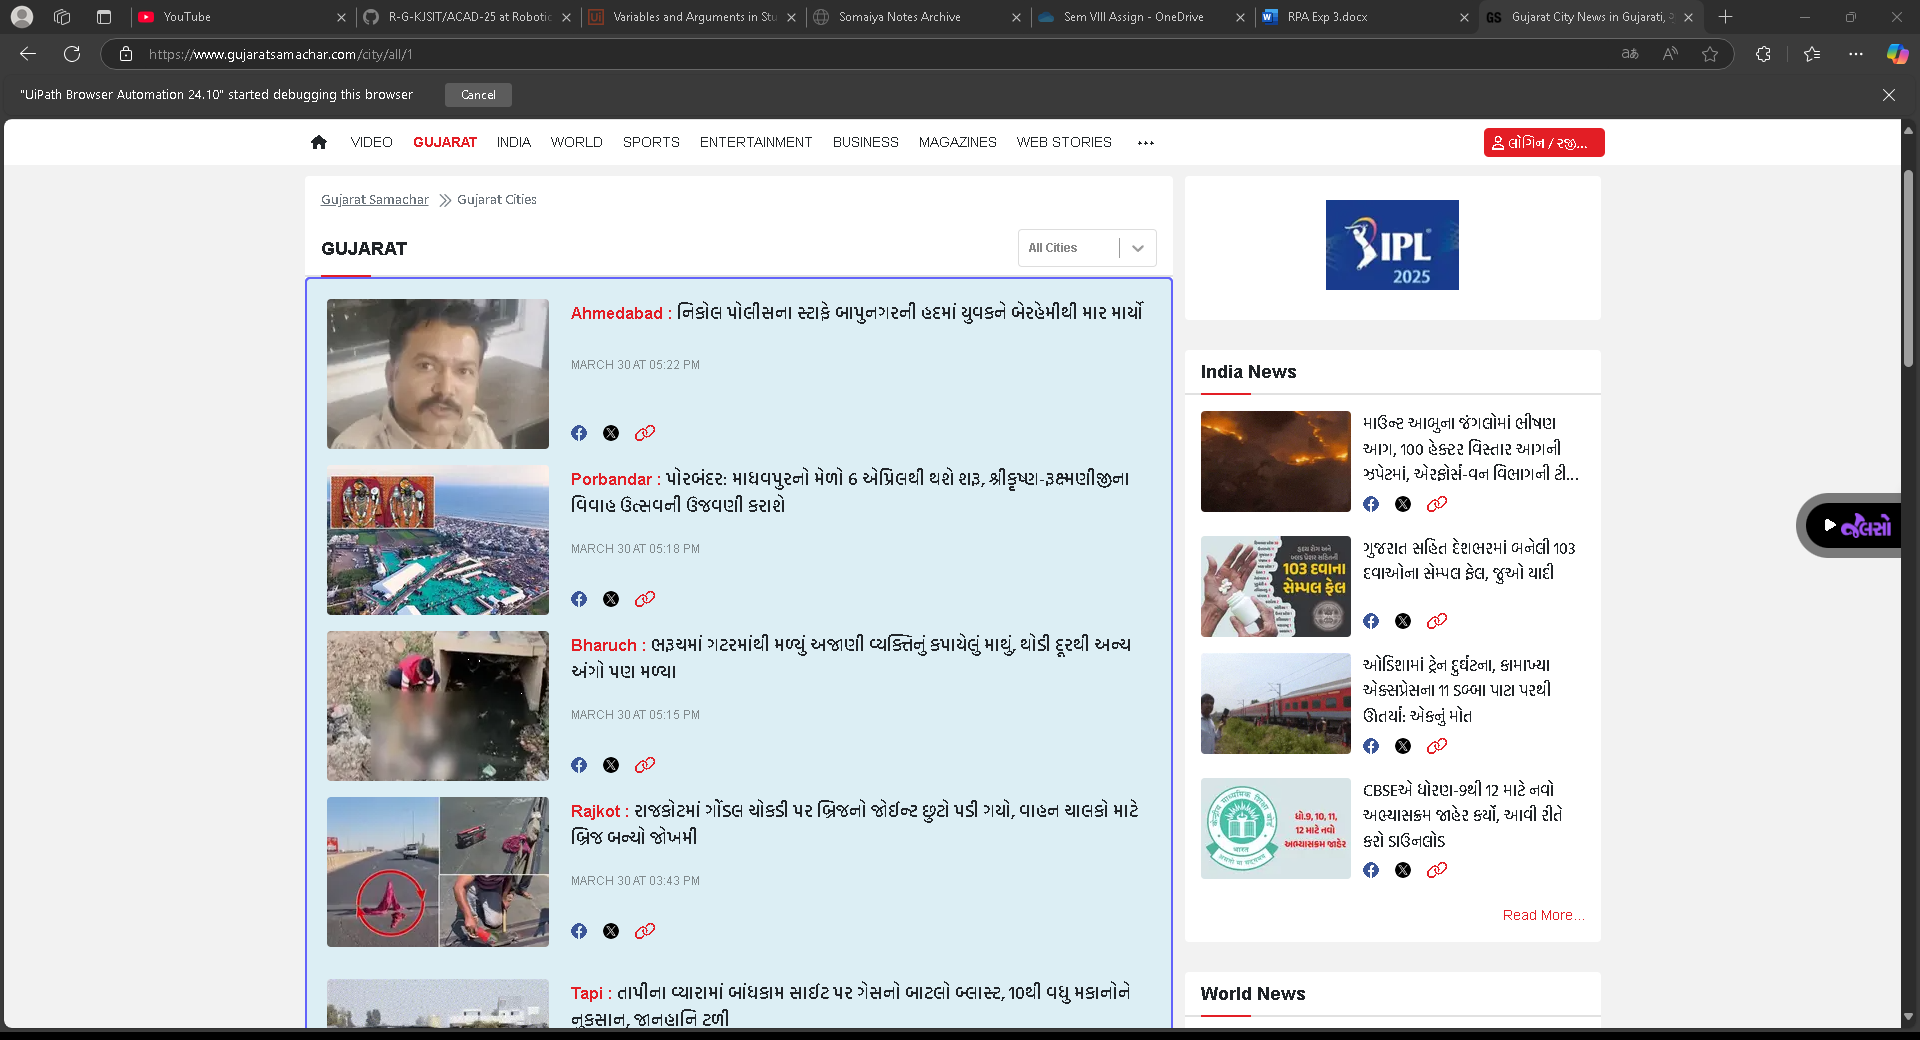 YouTube
R-G-KJSIT/ACAD-25 at Robotic
Variables and Arguments in Stu
Somaiya Notes Archive
Sem VIII Assign - OneDrive
RPA Exp 3.docx
Gujarat City News in Gujarati,
https://www.gujaratsamachar.com/city/all/1
"UiPath Browser Automation 24.10" started debugging this browser
Cancel
VIDEO GUJARAT INDIA WORLD SPORTS ENTERTAINMENT BUSINESS MAGAZINES WEB STORIES
લોગિન / રજી...
Gujarat Samachar
Gujarat Cities
GUJARAT
All Cities
Ahmedabad : નિકોલ પોલીસના સ્ટાફે બાપુનગરની હદમાં યુવકને બેરહેમીથી માર માર્યો
MARCH 30 AT 05:22 PM
Porbandar : પોરબંદર: માધવપુરનો મેળો 6 એપ્રિલથી થશે શરૂ, શ્રીકૃષ્ણ-રૂક્ષ્મણીજીના
વિવાહ ઉત્સવની ઉજવણી કરાશે
MARCH 30 AT 05:18 PM
Bharuch : ભરૂચમાં ગટરમાંથી મળ્યું અજાણી વ્યક્તિનું કપાયેલું માથું, થોડી દૂરથી અન્ય
અંગો પણ મળ્યા
MARCH 30 AT 05:15 PM
Rajkot : રાજકોટમાં ગોંડલ ચોકડી પર બ્રિજનો જોઈન્ટ છુટો પડી ગયો, વાહન ચાલકો માટે
બ્રિજ બન્યો જોખમી
MARCH 30 AT 03:43 PM
Tapi : તાપીના વ્યારામાં બાંધકામ સાઈટ પર ગેસનો બાટલો બ્લાસ્ટ, 10થી વધુ મકાનોને
નુકસાન, જાનહાનિ ટળી
IPL
2025
India News
માઉન્ટ આબુના જંગલોમાં ભીષણ
આગ, 100 હેક્ટર વિસ્તાર આગની
ઝપેટમાં, એરફોર્સ-વન વિભાગની ટી...
103 દવાના
સેમ્પલ ફેલ
ગુજરાત સહિત દેશભરમાં બનેલી 103
દવાઓના સેમ્પલ ફેલ, જુઓ યાદી
ઓડિશામાં ટ્રેન દુર્ઘટના, કામાખ્યા
એક્સપ્રેસના 11 ડબ્બા પાટા પરથી
ઊતર્યાં: એકનું મોત
ધો.9, 10, 11,
12 માટે નવો
અભ્યાસક્રમ જાહેર
CBSEએ ધોરણ-9થી 12 માટે નવો
અભ્યાસક્રમ જાહેર કર્યો, આવી રીતે
કરો ડાઉનલોડ
Read More...
World News
જલસો